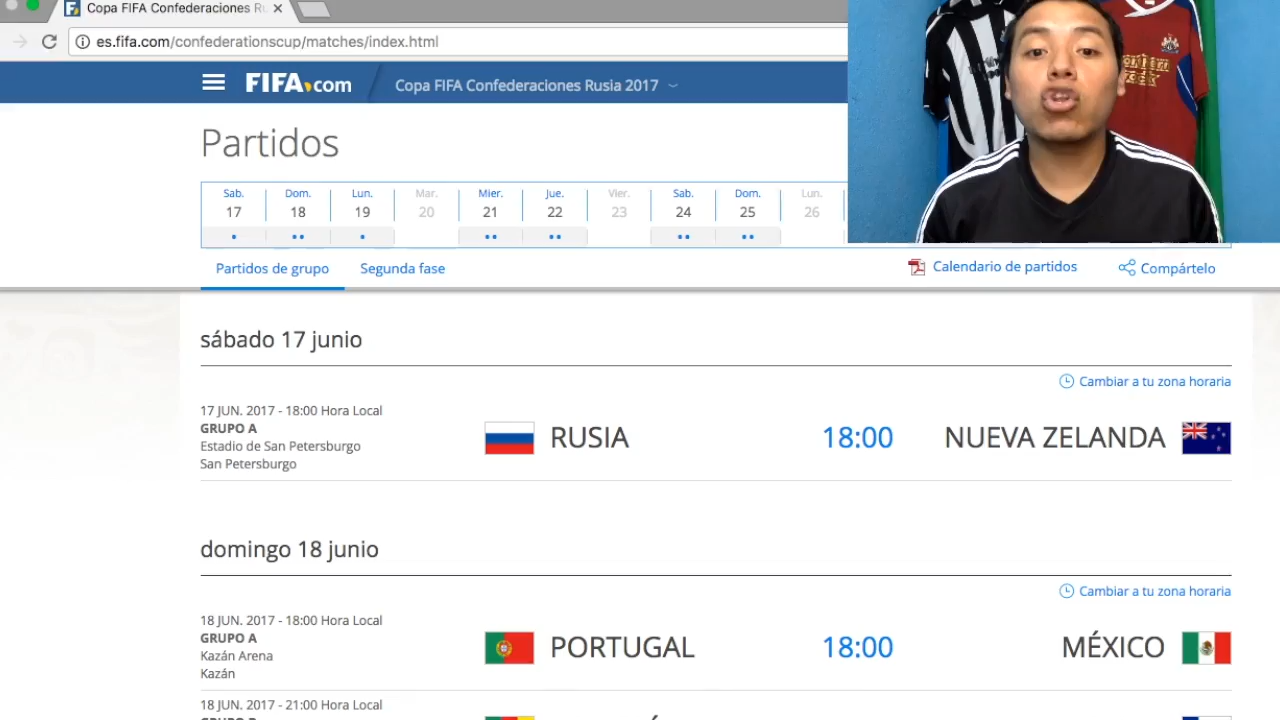 Copa FIFA Confederaciones Ru
es.fifa.com/confederationscup/matches/index.html
FIFA.com
Copa FIFA Confederaciones Rusia 2017
Partidos
Sab. Dom. Lun. Mar. Mier. Jue. Vier. Sab. Dom. Lun.
17 18 19 20 21 22 23 24 25 26
Partidos de grupo Segunda fase Calendario de partidos Compártelo
sábado 17 junio
Cambiar a tu zona horaria
17 JUN. 2017 - 18:00 Hora Local
GRUPO A
Estadio de San Petersburgo
San Petersburgo
RUSIA 18:00 NUEVA ZELANDA
domingo 18 junio
Cambiar a tu zona horaria
18 JUN. 2017 - 18:00 Hora Local
GRUPO A
Kazán Arena
Kazán
PORTUGAL 18:00 MÉXICO
18 JUN. 2017 - 21:00 Hora Local